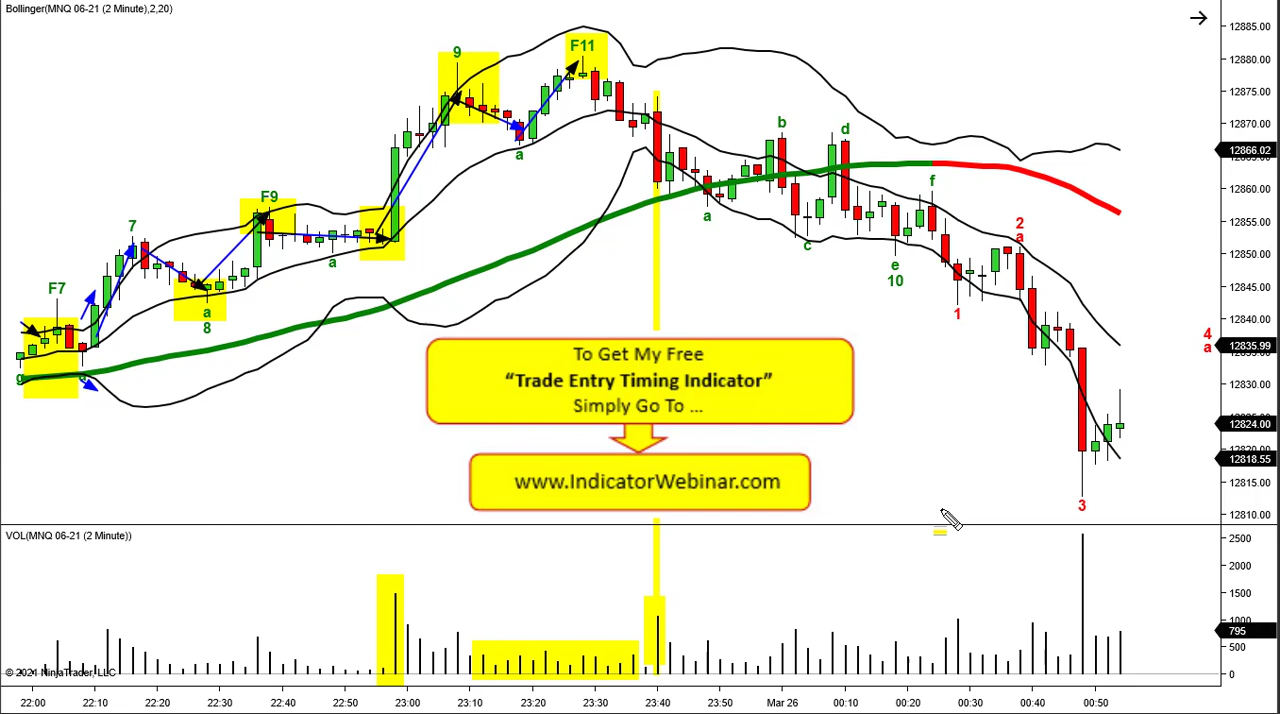 Bollinger(MNQ 06-21 (2 Minute),2,20)
12885.00
12880.00
12875.00
12870.00
12866.02
12860.00
12855.00
12850.00
12845.00
12840.00
12835.99
12830.00
12824.00
12818.55
12815.00
12810.00
F7
7
a
8
F9
a
9
a
F11
a
b
c
d
e
10
f
1
2
a
3
4
a
g
To Get My Free
“Trade Entry Timing Indicator”
Simply Go To ...
www.IndicatorWebinar.com
VOL(MNQ 06-21 (2 Minute))
2500
2000
1500
1000
795
500
0
© 2021 NinjaTrader, LLC
22:00 22:10 22:20 22:30 22:40 22:50 23:00 23:10 23:20 23:30 23:40 23:50 Mar 26 00:10 00:20 00:30 00:40 00:50